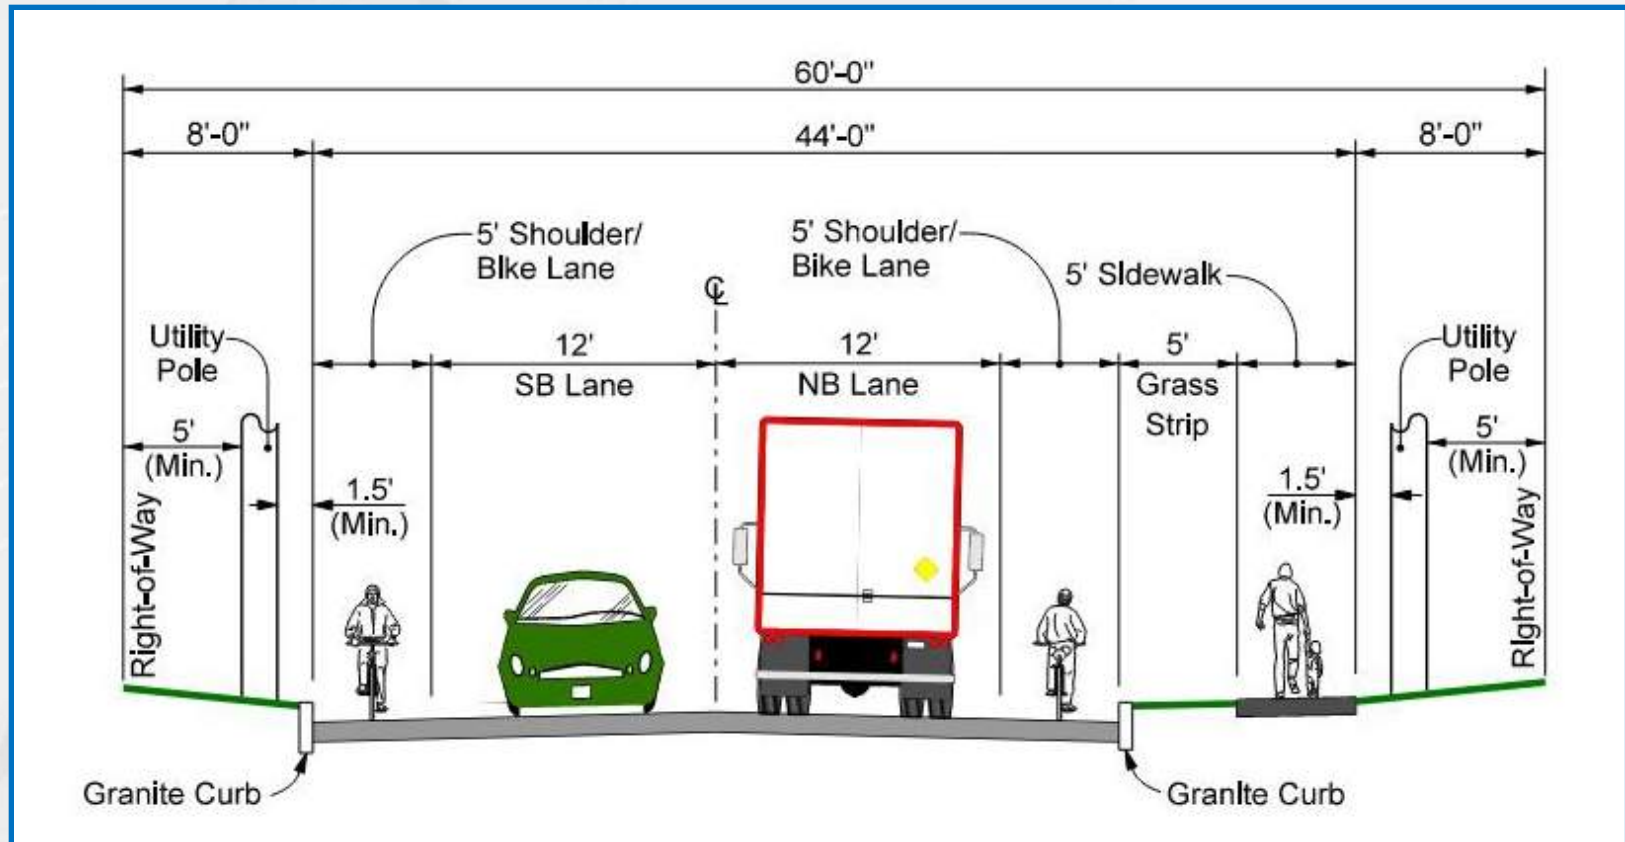 60'-0"
8'-0"
44'-0"
8'-0"
5' Shoulder/
Bike Lane
5' Shoulder/
Bike Lane
5' Sidewalk
℄
Utility
Pole
12'
SB Lane
12'
NB Lane
5'
Grass
Strip
Utility
Pole
5'
(Min.)
1.5'
(Min.)
1.5'
(Min.)
5'
(Min.)
Right-of-Way
Right-of-Way
Granite Curb
Granite Curb